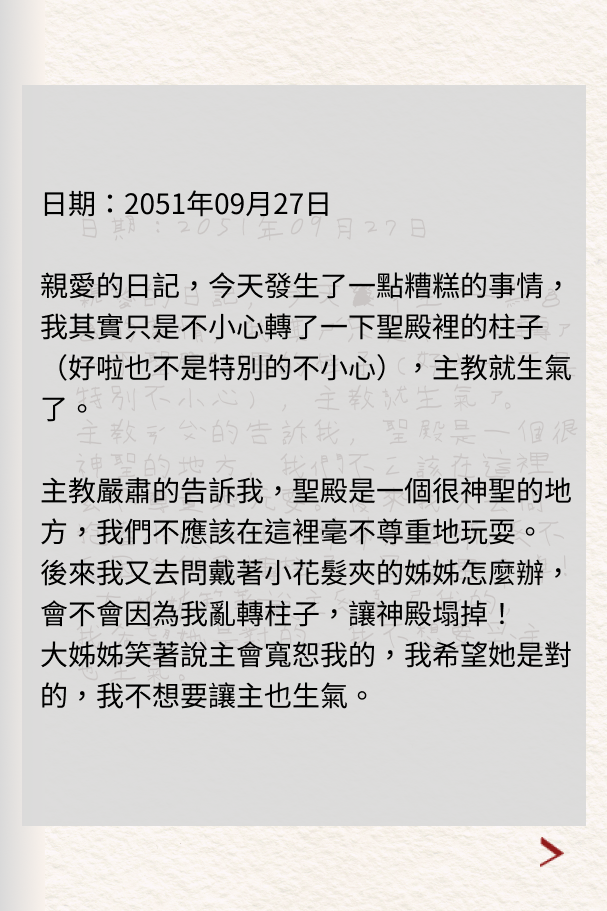 日期：2051年09月27日
親愛的日記，今天發生了一點糟糕的事情，
我其實只是不小心轉了一下聖殿裡的柱子
（好啦也不是特別的不小心），主教就生氣
了。
主教嚴肅的告訴我，聖殿是一個很神聖的地
方，我們不應該在這裡毫不尊重地玩耍。
後來我又去問戴著小花髮夾的姊姊怎麼辦，
會不會因為我亂轉柱子，讓神殿塌掉！
大姊姊笑著說主會寬恕我的，我希望她是對
的，我不想要讓主也生氣。